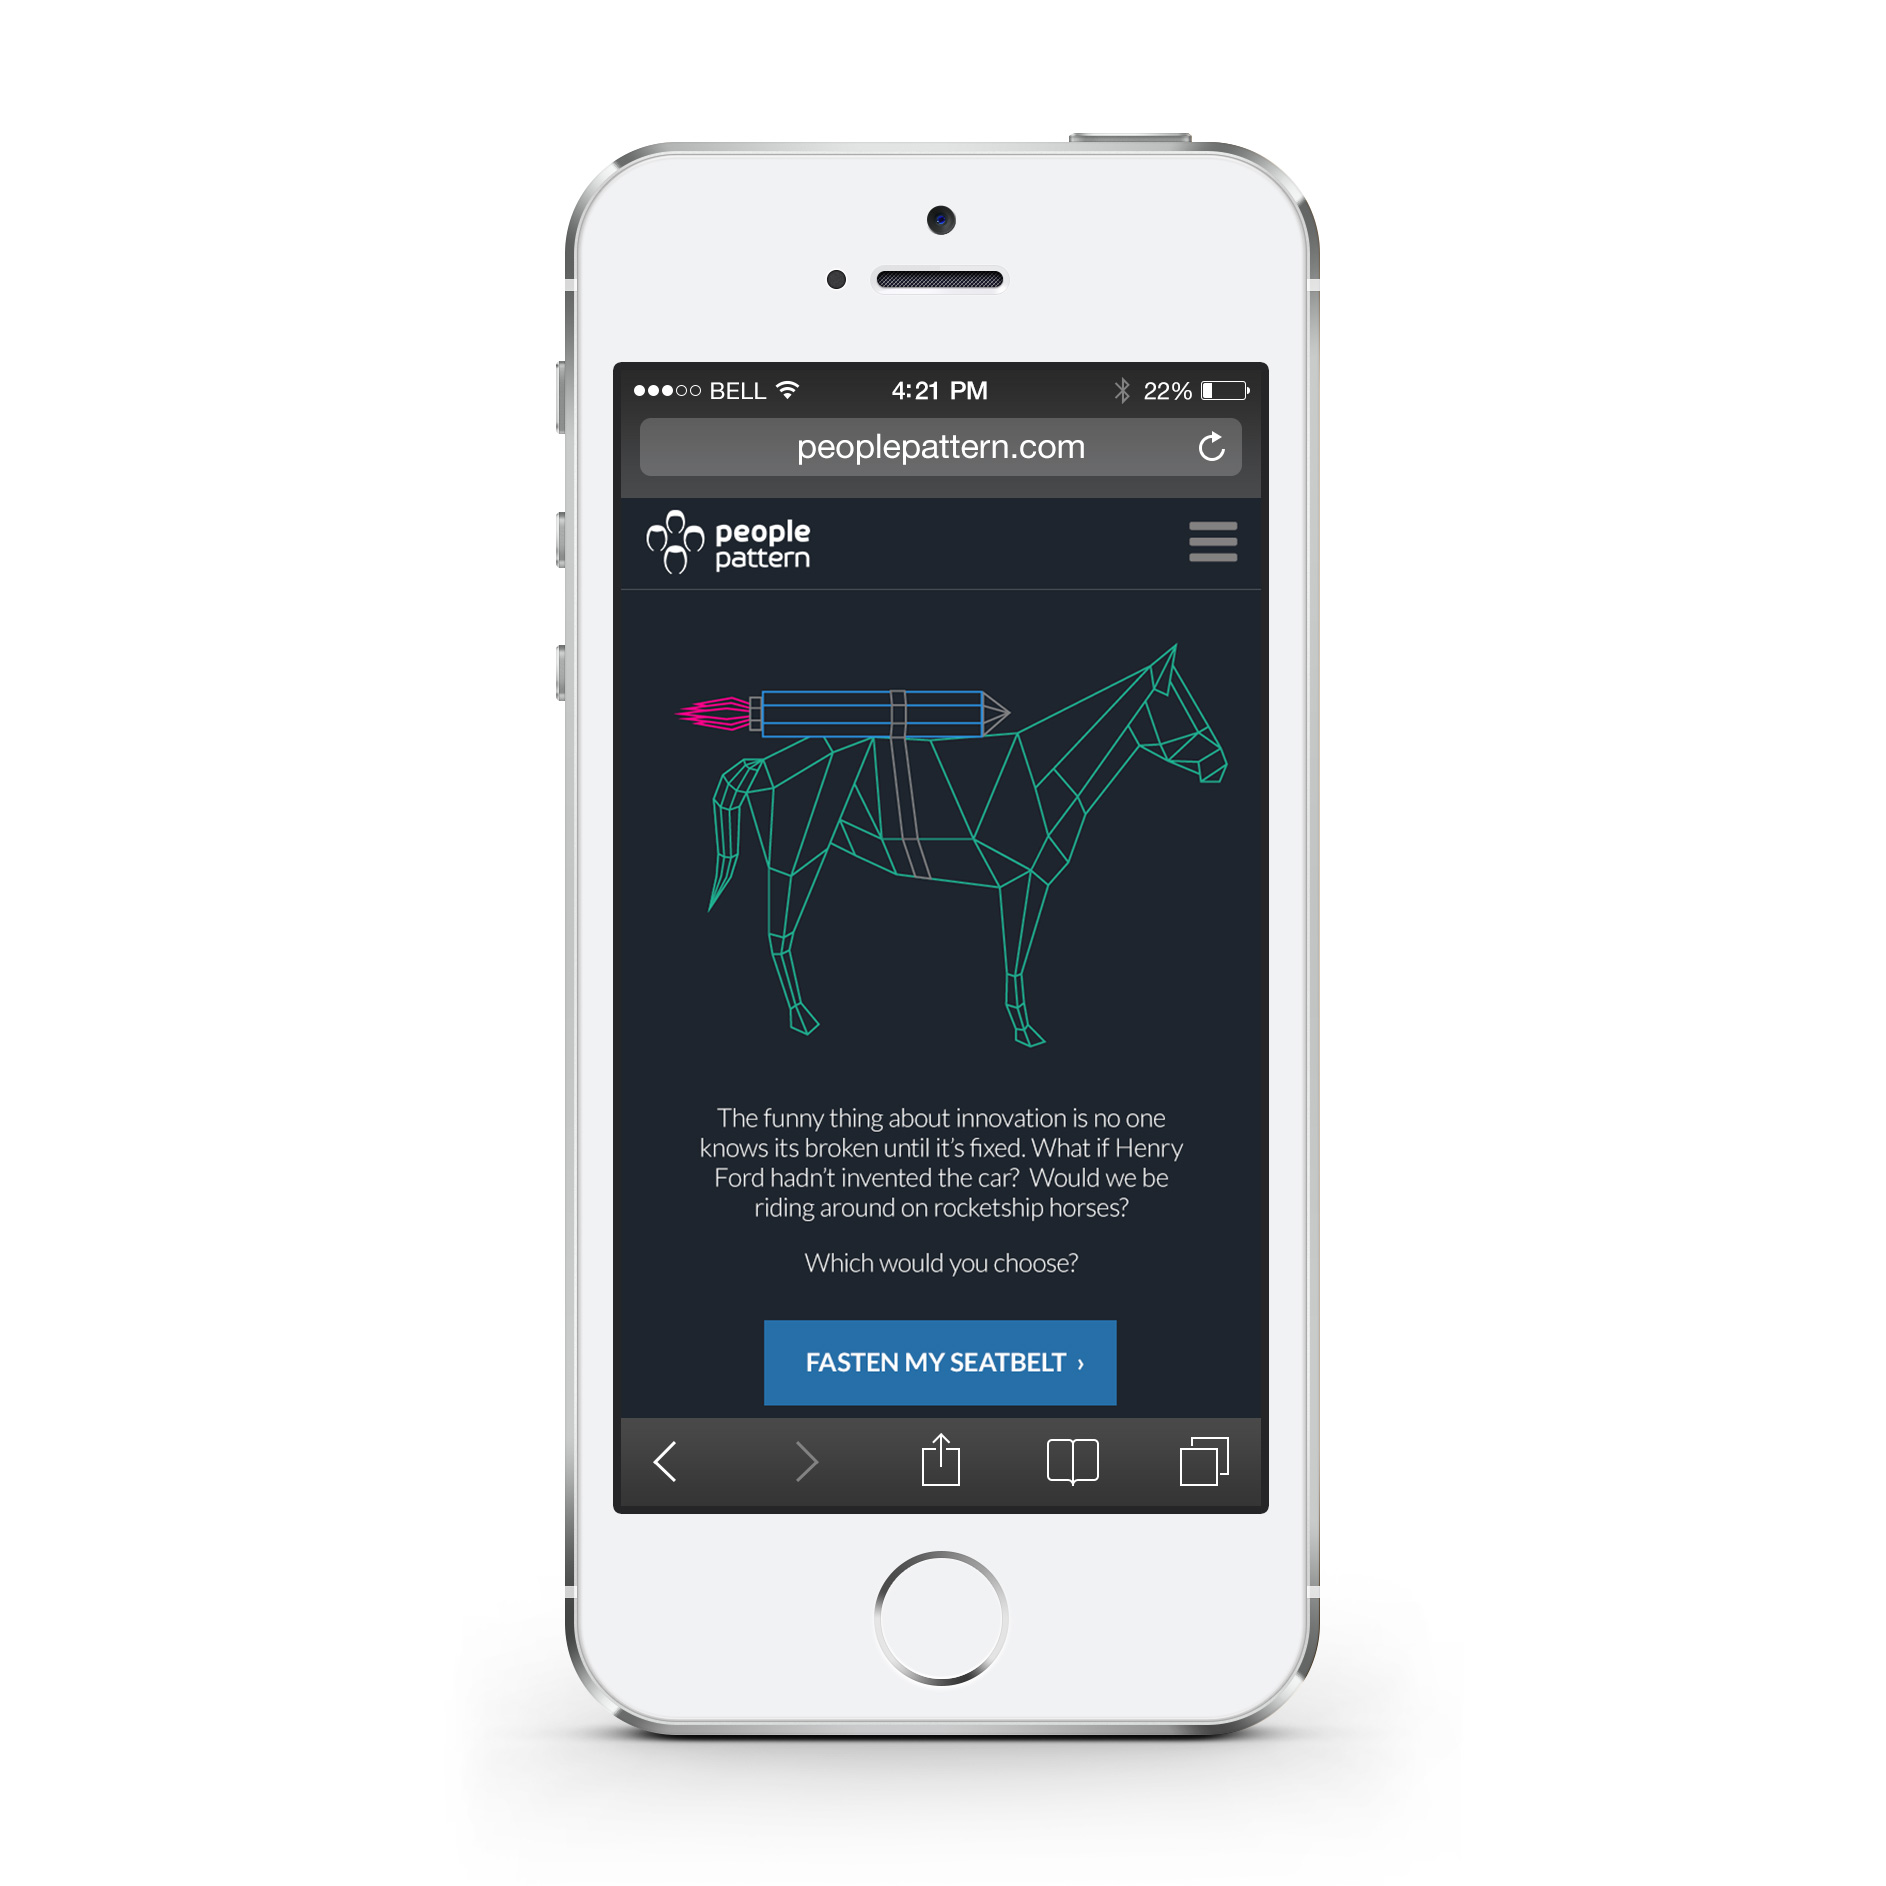 BELL 4:21 PM 22%
peoplepattern.com
people
pattern
The funny thing about innovation is no one
knows its broken until it's fixed. What if Henry
Ford hadn't invented the car? Would we be
riding around on rocketship horses?
Which would you choose?
FASTEN MY SEATBELT ›